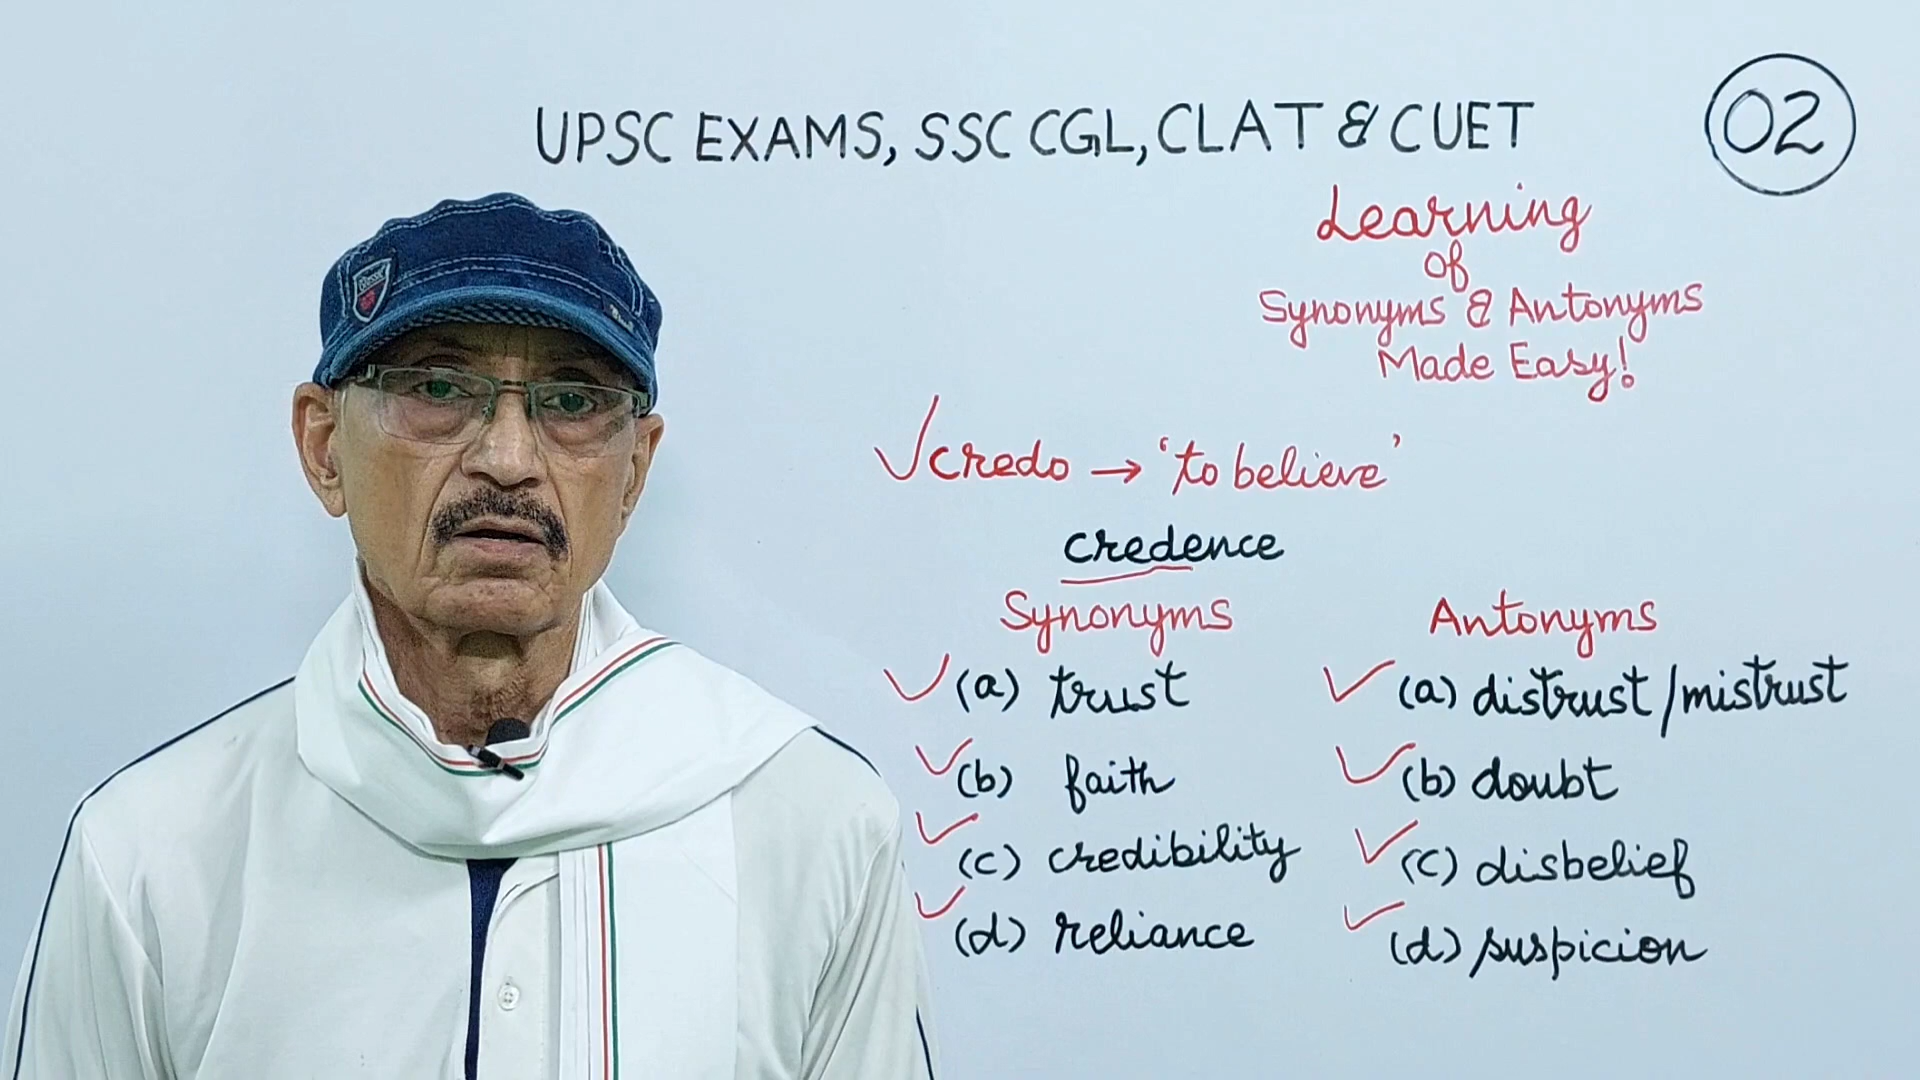 UPSC EXAMS, SSC CGL, CLAT & CUET
02
Learning
of
Synonyms & Antonyms
Made Easy!
credo → 'to believe'
credence
Synonyms
Antonyms
(a) trust
(a) distrust/mistrust
(b) faith
(b) doubt
(c) credibility
(c) disbelief
(d) reliance
(d) suspicion